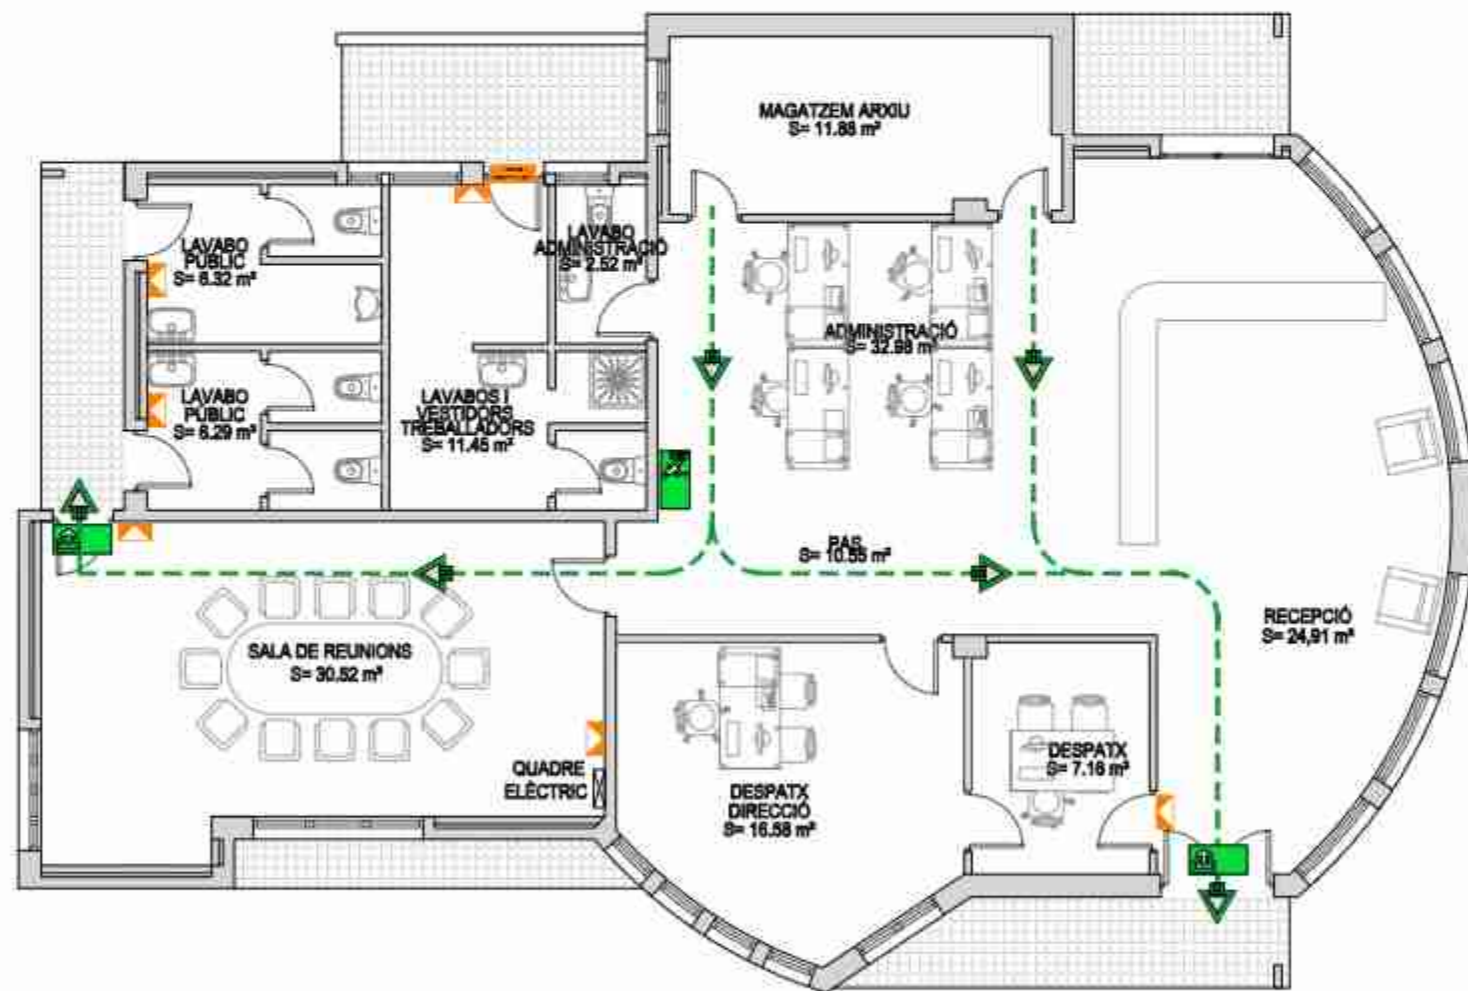 MAGATZEM ARXIU
S= 11.88 m²
LAVABO
PÚBLIC
S= 6.32 m²
LAVABO
ADMINISTRACIÓ
S= 2.52 m²
ADMINISTRACIÓ
S= 32.98 m²
LAVABO
PÚBLIC
S= 6.29 m²
LAVABOS I
VESTIDORS
TREBALLADORS
S= 11.45 m²
PAS
S= 10.55 m²
RECEPCIÓ
S= 24,91 m²
SALA DE REUNIONS
S= 30.52 m²
QUADRE
ELÈCTRIC
DESPATX
DIRECCIÓ
S= 16.58 m²
DESPATX
S= 7.16 m²